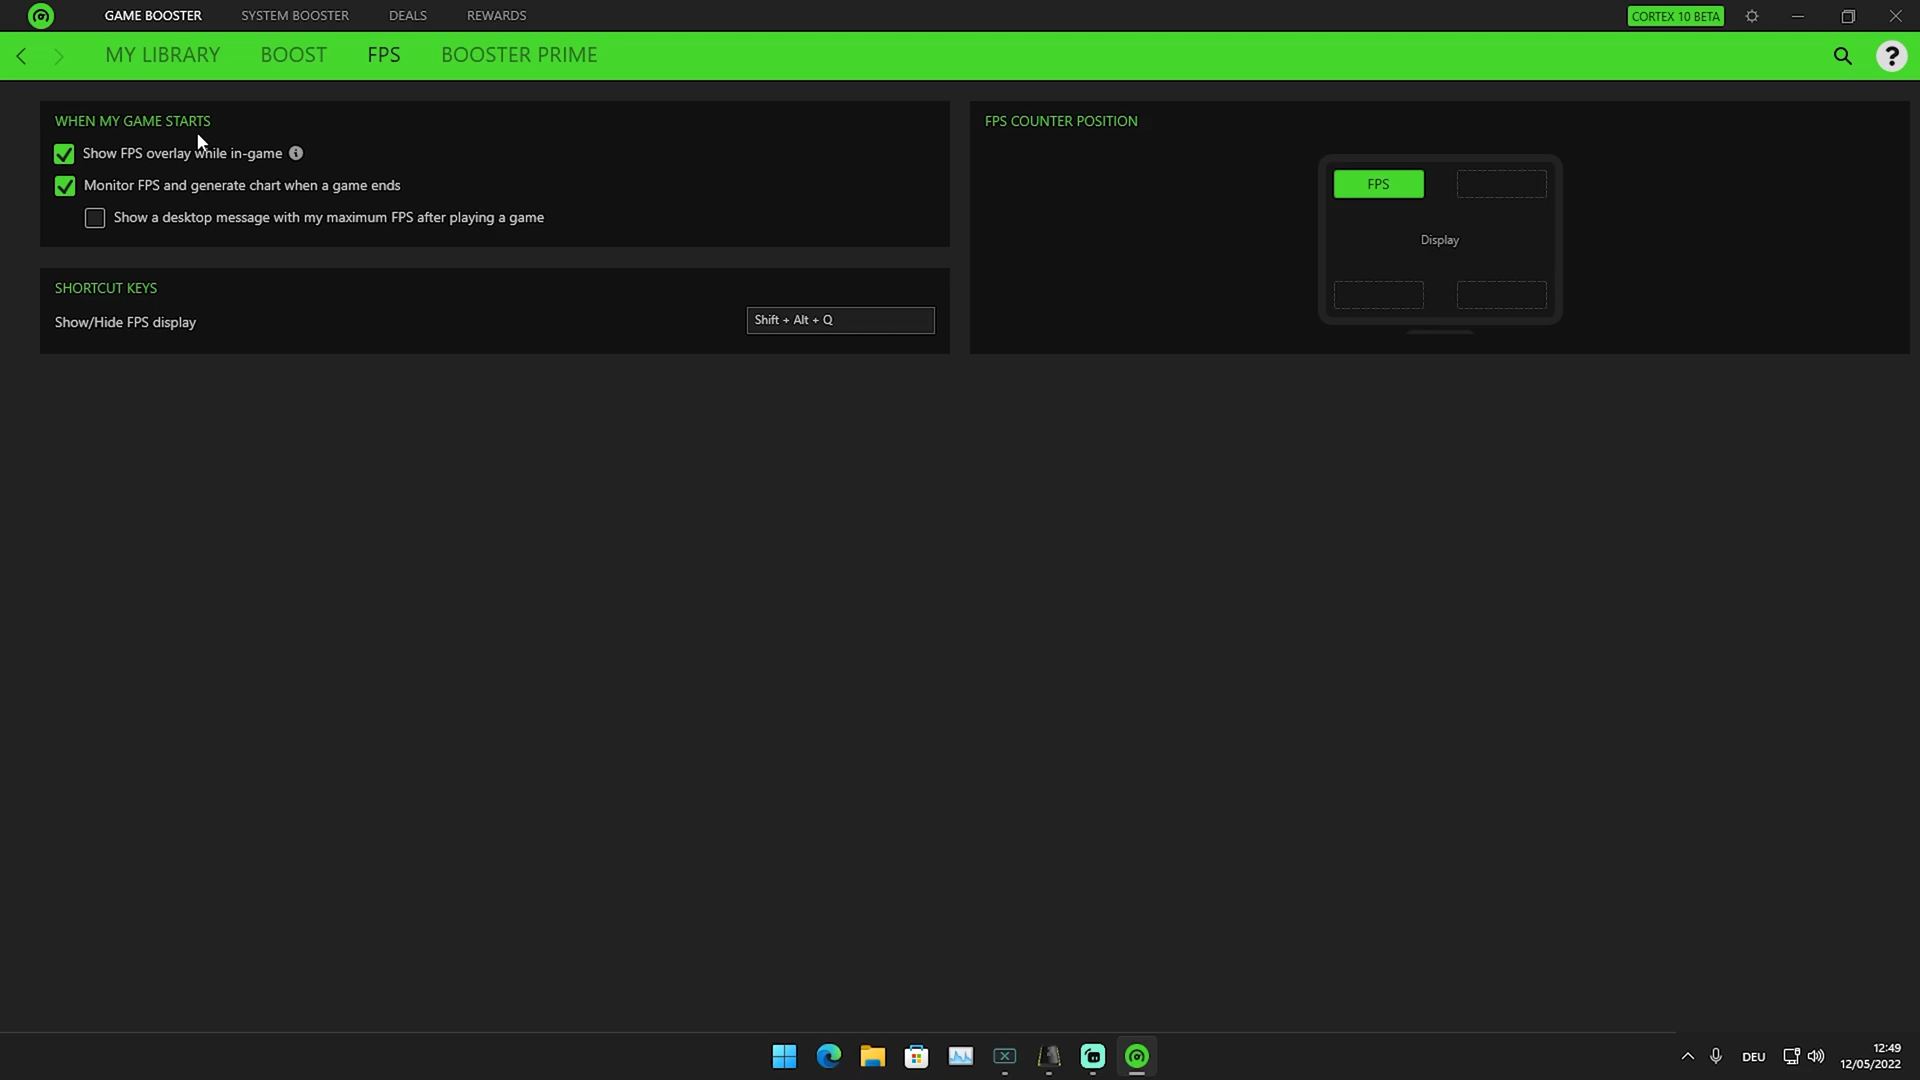 GAME BOOSTER SYSTEM BOOSTER DEALS REWARDS CORTEX 10 BETA
MY LIBRARY BOOST FPS BOOSTER PRIME ?
WHEN MY GAME STARTS
Show FPS overlay while in-game
Monitor FPS and generate chart when a game ends
Show a desktop message with my maximum FPS after playing a game
SHORTCUT KEYS
Show/Hide FPS display Shift + Alt + Q
FPS COUNTER POSITION
FPS
Display
DEU 12:49
12/05/2022